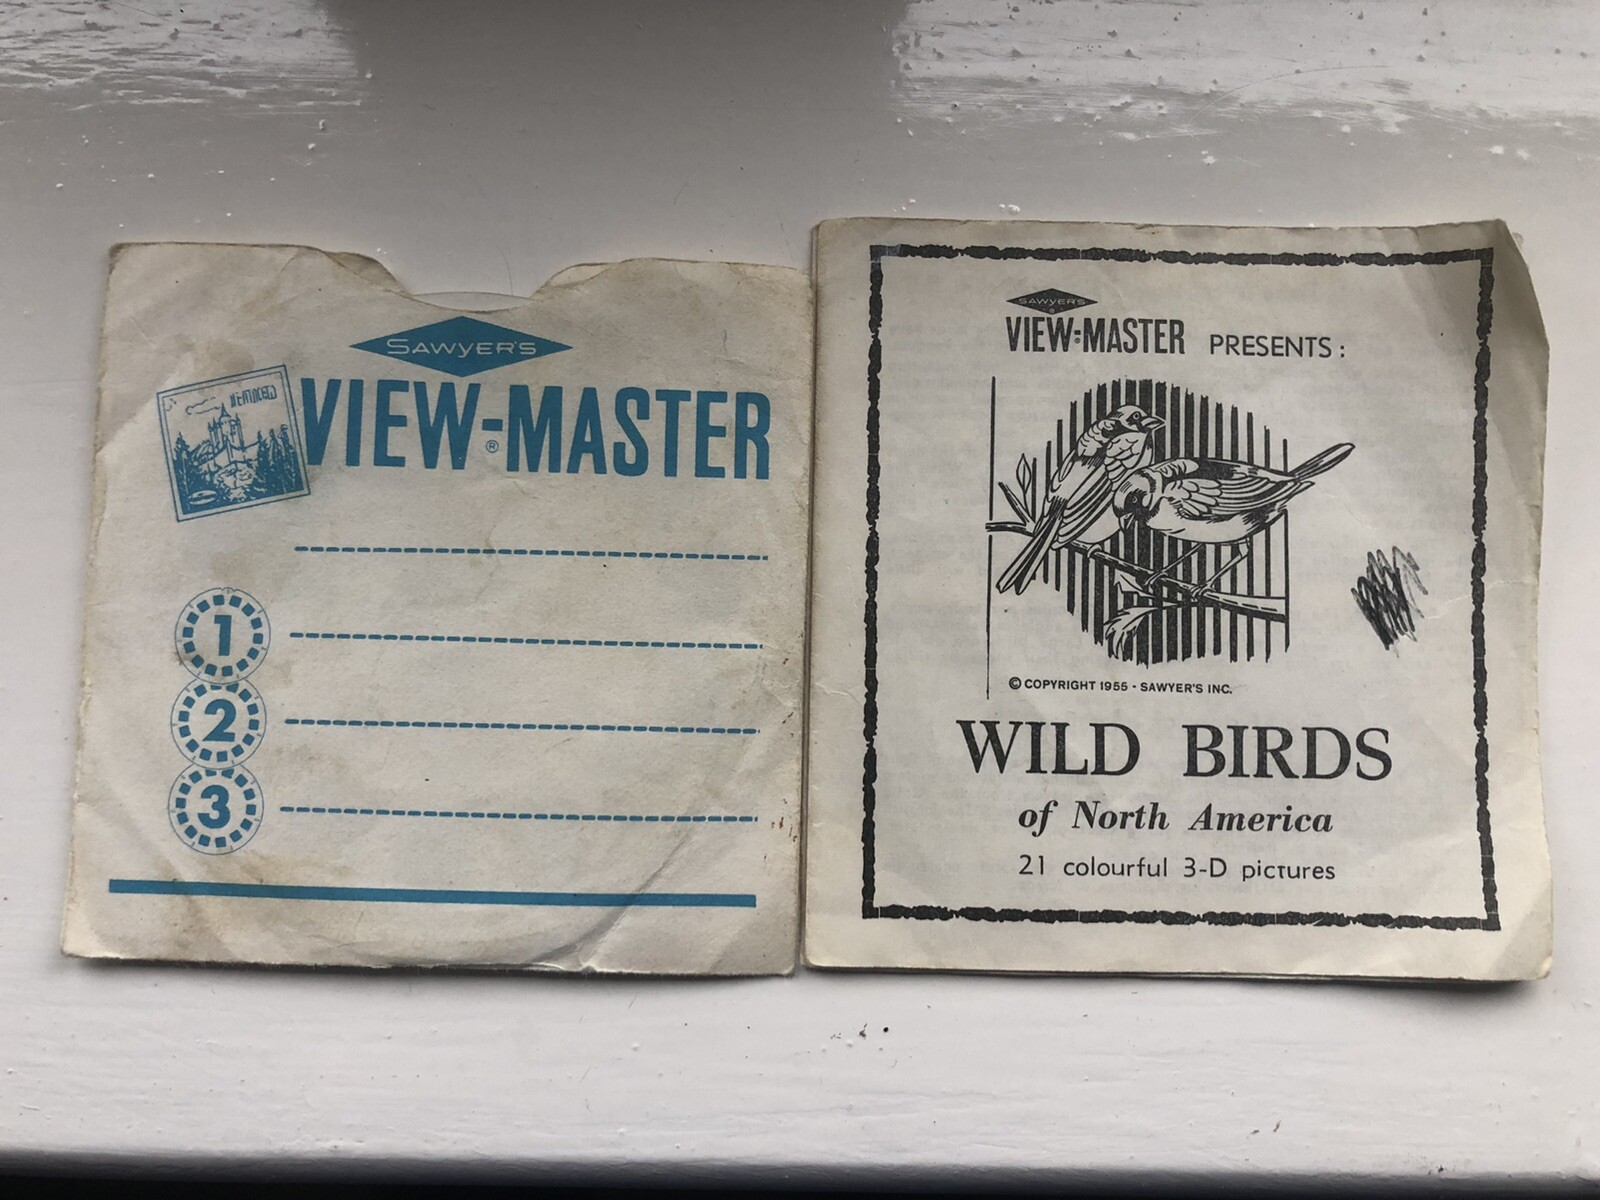 SAWYER'S
VIEW-MASTER
®
1
2
3
SAWYER'S
®
VIEW-MASTER PRESENTS:
© COPYRIGHT 1955 - SAWYER'S INC.
WILD BIRDS
of North America
21 colourful 3-D pictures